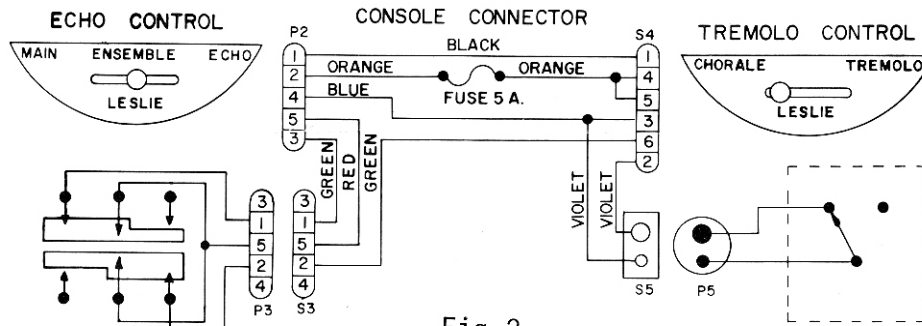 ECHO CONTROL
MAIN ENSEMBLE ECHO
LESLIE
CONSOLE CONNECTOR
P2
1
2
4
5
3
BLACK
ORANGE
ORANGE
FUSE 5 A.
BLUE
GREEN
RED
GREEN
VIOLET
VIOLET
S4
1
4
5
3
6
2
TREMOLO CONTROL
CHORALE TREMOLO
LESLIE
3
1
5
2
4
P3
3
1
5
2
4
S3
S5
P5